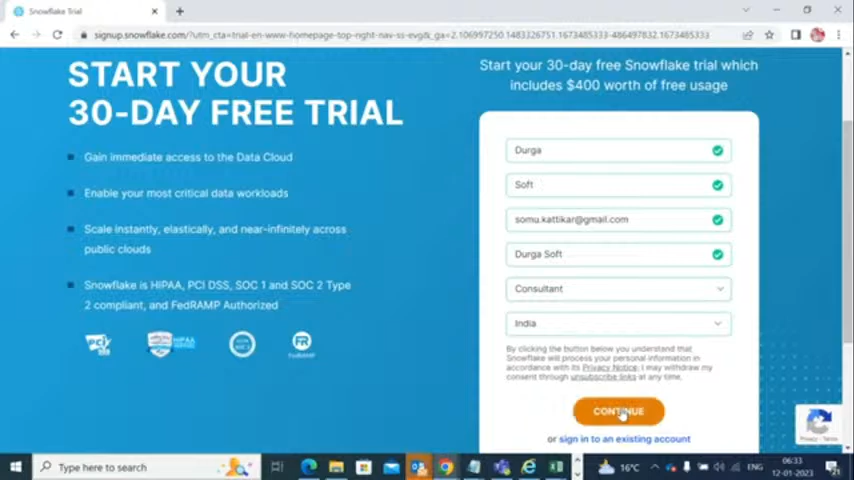 Snowflake Trial
signup.snowflake.com/?utm_cta=trial-en-www-homepage-top-right-nav-ss-evg&_ga=2.106997250.1483326751.1673485333-486497832.1673485333
START YOUR
30-DAY FREE TRIAL
Gain immediate access to the Data Cloud
Enable your most critical data workloads
Scale instantly, elastically, and near-infinitely across
public clouds
Snowflake is HIPAA, PCI DSS, SOC 1 and SOC 2 Type
2 compliant, and FedRAMP Authorized
PCI
HIPAA
FR
FedRAMP
Start your 30-day free Snowflake trial which
includes $400 worth of free usage
Durga
Soft
somu.kattikar@gmail.com
Durga Soft
Consultant
India
By clicking the button below you understand that
Snowflake will process your personal information in
accordance with its Privacy Notice. I may withdraw my
consent through unsubscribe links at any time.
CONTINUE
or sign in to an existing account
Privacy - Terms
Type here to search
16°C
ENG
06:33
12-01-2023